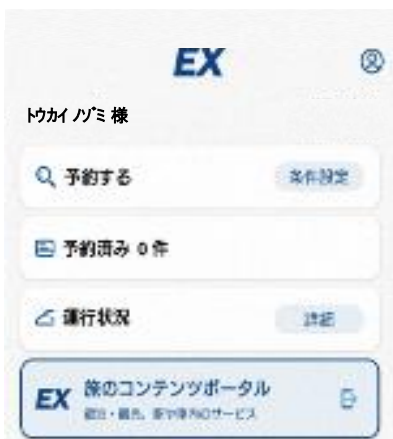 EX
トウカイ ノゾミ 様
予約する 条件設定
予約済み 0 件
運行状況 詳細
EX 旅のコンテンツポータル